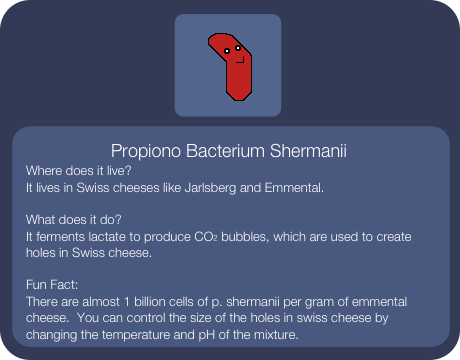 Propiono Bacterium Shermanii
Where does it live?
It lives in Swiss cheeses like Jarlsberg and Emmental.
What does it do?
It ferments lactate to produce CO₂ bubbles, which are used to create
holes in Swiss cheese.
Fun Fact:
There are almost 1 billion cells of p. shermanii per gram of emmental
cheese.  You can control the size of the holes in swiss cheese by
changing the temperature and pH of the mixture.